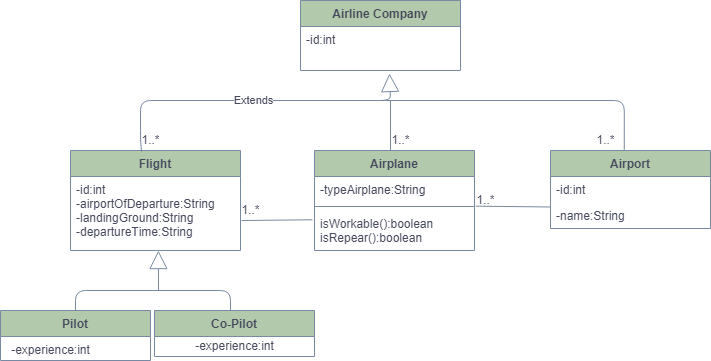 Airline Company
-id:int
Extends
1..*
1..*
1..*
Flight
-id:int
-airportOfDeparture:String
-landingGround:String
-departureTime:String
1..*
Airplane
-typeAirplane:String
isWorkable():boolean
isRepear():boolean
1..*
Airport
-id:int
-name:String
Pilot
-experience:int
Co-Pilot
-experience:int